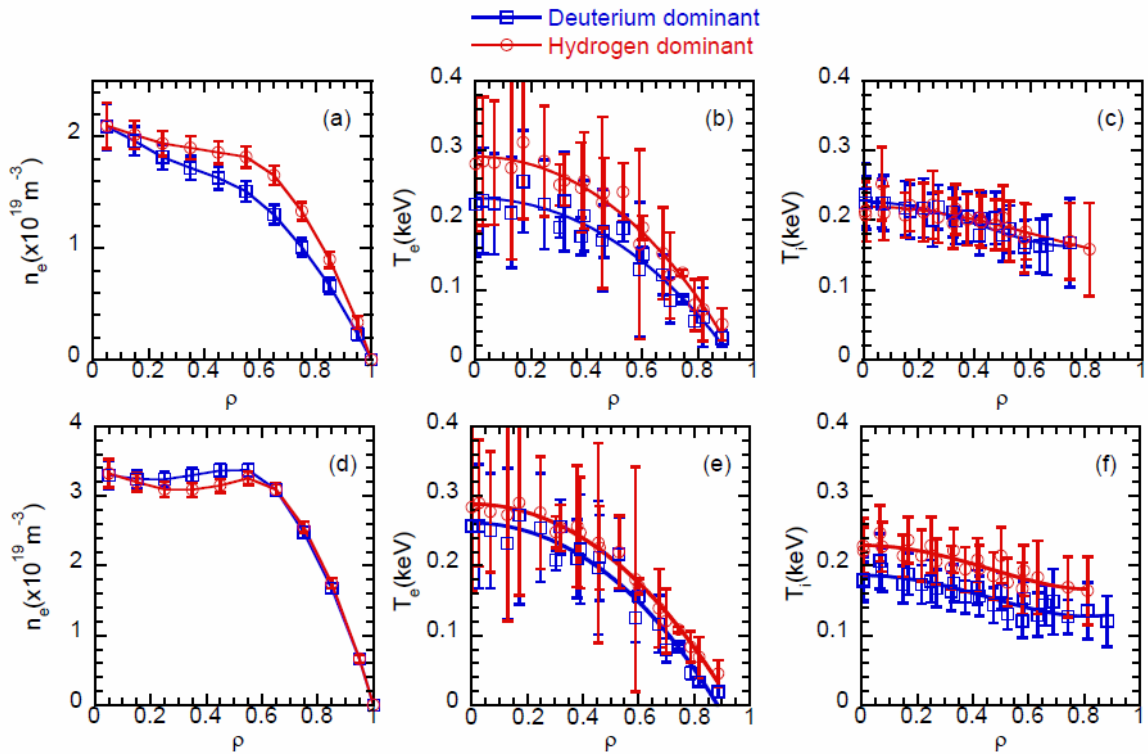 Deuterium dominant
Hydrogen dominant
(a)
n_e(x10^19 m^-3)
2
1
0
0 0.2 0.4 0.6 0.8 1
ρ
(b)
T_e(keV)
0.4
0.3
0.2
0.1
0
0 0.2 0.4 0.6 0.8 1
ρ
(c)
T_i(keV)
0.4
0.3
0.2
0.1
0
0 0.2 0.4 0.6 0.8 1
ρ
(d)
n_e(x10^19 m^-3)
4
3
2
1
0
0 0.2 0.4 0.6 0.8 1
ρ
(e)
T_e(keV)
0.4
0.3
0.2
0.1
0
0 0.2 0.4 0.6 0.8 1
ρ
(f)
T_i(keV)
0.4
0.3
0.2
0.1
0
0 0.2 0.4 0.6 0.8 1
ρ